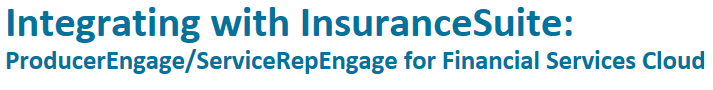 Integrating with InsuranceSuite:
ProducerEngage/ServiceRepEngage for Financial Services Cloud